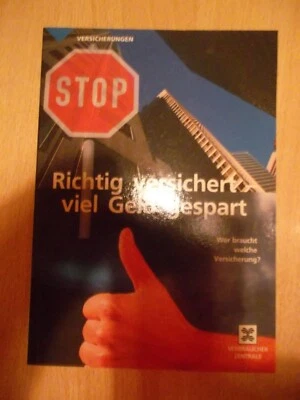 VERSICHERUNGEN
STOP
Richtig versichert
viel Geld gespart
Wer braucht
welche
Versicherung?
VERBRAUCHER
ZENTRALE